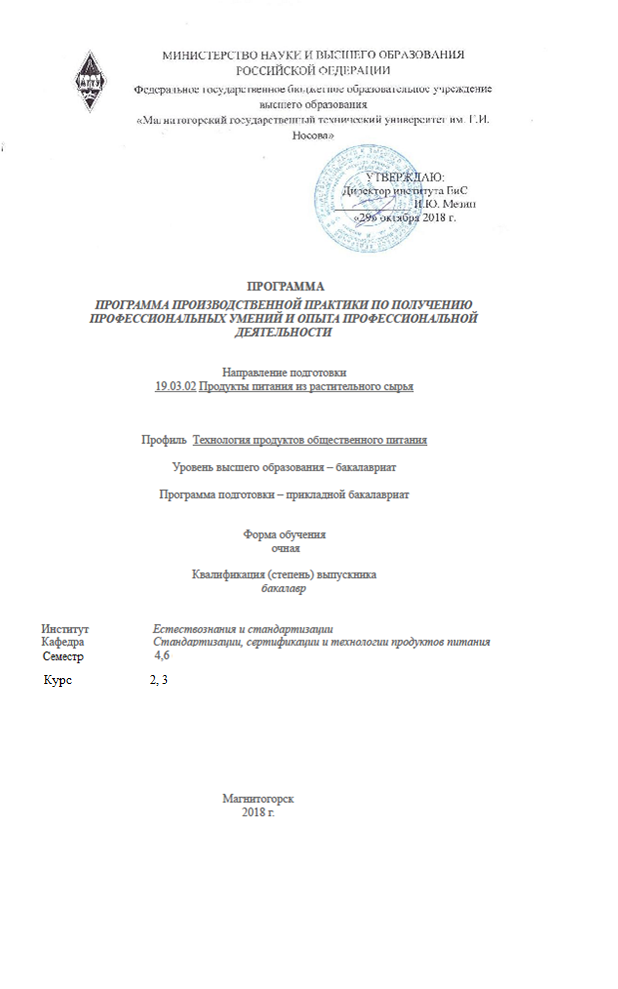 МИНИСТЕРСТВО НАУКЕ И ВЫСШЕГО ОБРАЗОВАНИЯ
РОССИЙСКОЙ ФЕДЕРАЦИИ
Федеральное государственное бюджетное образовательное учреждение
высшего образования
«Магнитогорский государственный технический университет им. Г.И.
Носова»
МГТУ
УТВЕРЖДАЮ:
Директор института ЕиС
И.Ю. Мезин
«29» октября 2018 г.
ПРОГРАММА
ПРОГРАММА ПРОИЗВОДСТВЕННОЙ ПРАКТИКИ ПО ПОЛУЧЕНИЮ
ПРОФЕССИОНАЛЬНЫХ УМЕНИЙ И ОПЫТА ПРОФЕССИОНАЛЬНОЙ
ДЕЯТЕЛЬНОСТИ
Направление подготовки
19.03.02 Продукты питания из растительного сырья
Профиль Технология продуктов общественного питания
Уровень высшего образования – бакалавриат
Программа подготовки – прикладной бакалавриат
Форма обучения
очная
Квалификация (степень) выпускника
бакалавр
Институт Естествознания и стандартизации
Кафедра Стандартизации, сертификации и технологии продуктов питания
Семестр 4,6
Курс 2, 3
Магнитогорск
2018 г.